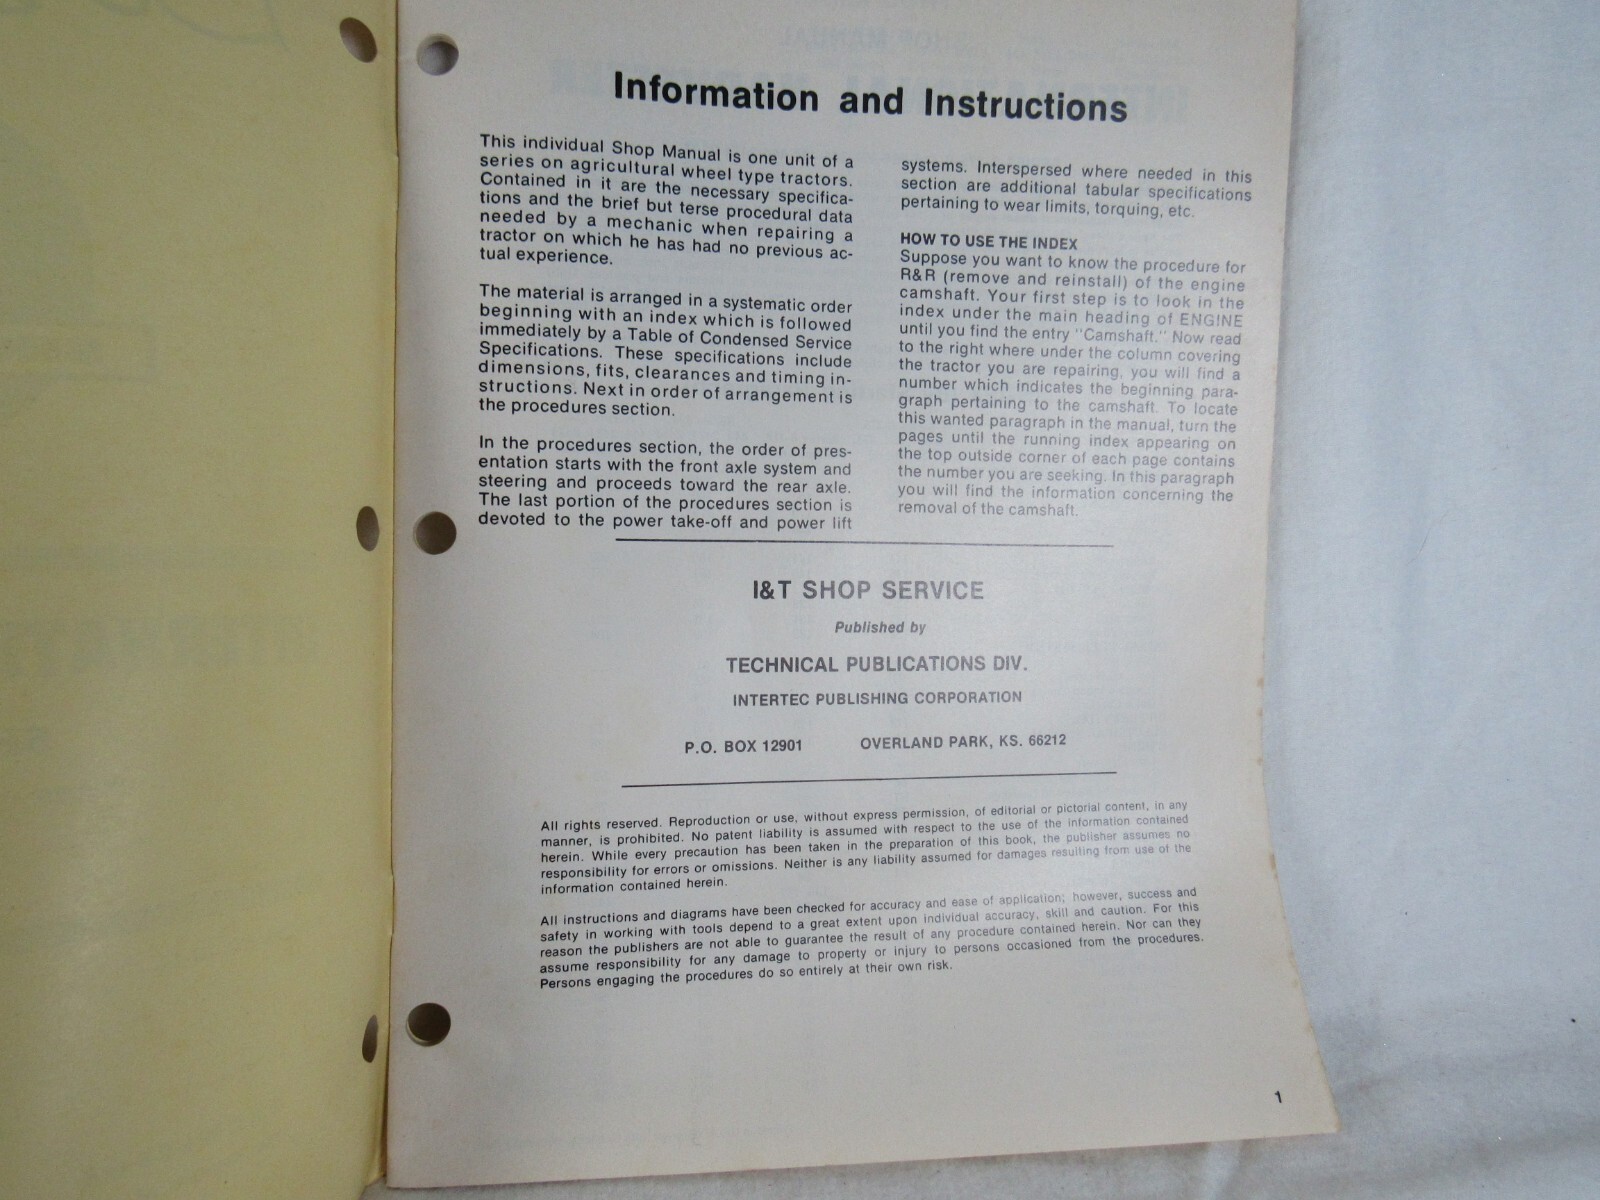 Information and Instructions
This individual Shop Manual is one unit of a
series on agricultural wheel type tractors.
Contained in it are the necessary specifica-
tions and the brief but terse procedural data
needed by a mechanic when repairing a
tractor on which he has had no previous ac-
tual experience.
The material is arranged in a systematic order
beginning with an index which is followed
immediately by a Table of Condensed Service
Specifications. These specifications include
dimensions, fits, clearances and timing in-
structions. Next in order of arrangement is
the procedures section.
In the procedures section, the order of pres-
entation starts with the front axle system and
steering and proceeds toward the rear axle.
The last portion of the procedures section is
devoted to the power take-off and power lift
systems. Interspersed where needed in this
section are additional tabular specifications
pertaining to wear limits, torquing, etc.
HOW TO USE THE INDEX
Suppose you want to know the procedure for
R&R (remove and reinstall) of the engine
camshaft. Your first step is to look in the
index under the main heading of ENGINE
until you find the entry "Camshaft." Now read
to the right where under the column covering
the tractor you are repairing, you will find a
number which indicates the beginning para-
graph pertaining to the camshaft. To locate
this wanted paragraph in the manual, turn the
pages until the running index appearing on
the top outside corner of each page contains
the number you are seeking. In this paragraph
you will find the information concerning the
removal of the camshaft.
I&T SHOP SERVICE
Published by
TECHNICAL PUBLICATIONS DIV.
INTERTEC PUBLISHING CORPORATION
P.O. BOX 12901 OVERLAND PARK, KS. 66212
All rights reserved. Reproduction or use, without express permission, of editorial or pictorial content, in any
manner, is prohibited. No patent liability is assumed with respect to the use of the information contained
herein. While every precaution has been taken in the preparation of this book, the publisher assumes no
responsibility for errors or omissions. Neither is any liability assumed for damages resulting from use of the
information contained herein.
All instructions and diagrams have been checked for accuracy and ease of application; however, success and
safety in working with tools depend to a great extent upon individual accuracy, skill and caution. For this
reason the publishers are not able to guarantee the result of any procedure contained herein. Nor can they
assume responsibility for any damage to property or injury to persons occasioned from the procedures.
Persons engaging the procedures do so entirely at their own risk.
1